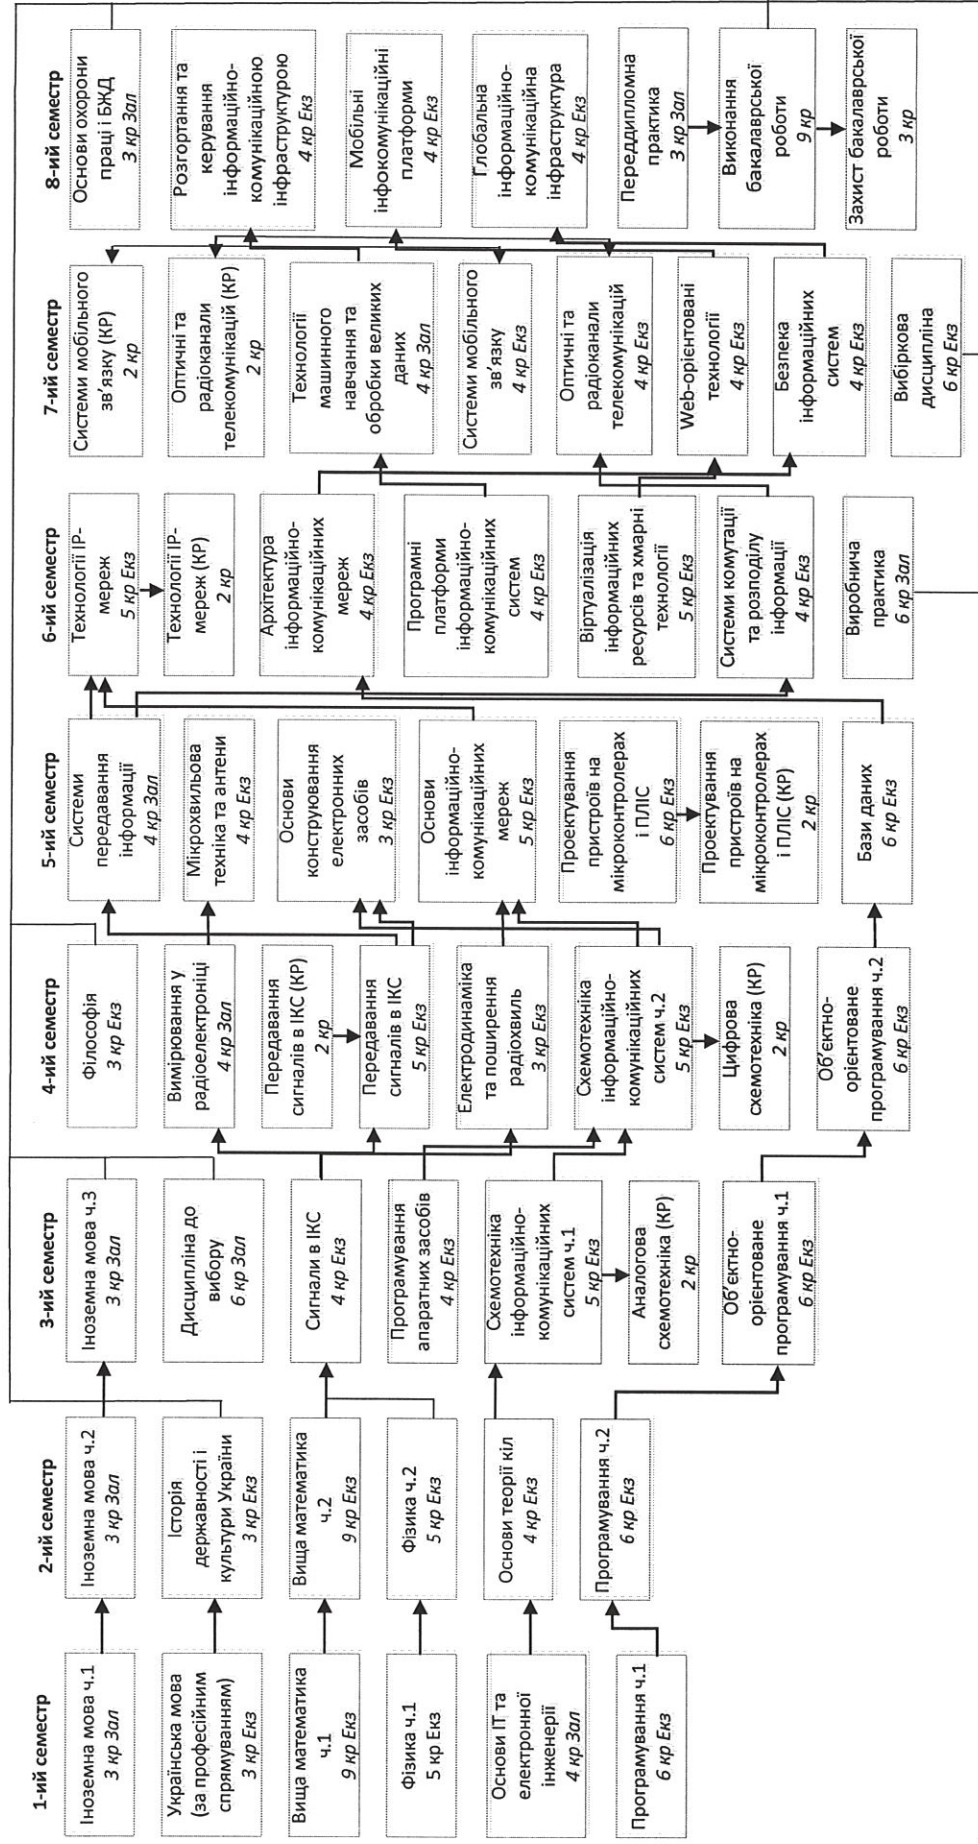 1-ий семестр
Іноземна мова ч.1
3 кр Зал
Українська мова
(за професійним
спрямуванням)
3 кр Екз
Вища математика
ч.1
9 кр Екз
Фізика ч.1
5 кр Екз
Основи ІТ та
електронної
інженерії
4 кр Зал
Програмування ч.1
6 кр Екз
2-ий семестр
Іноземна мова ч.2
3 кр Зал
Історія
державності і
культури України
3 кр Екз
Вища математика
ч.2
9 кр Екз
Фізика ч.2
5 кр Екз
Основи теорії кіл
4 кр Екз
Програмування ч.2
6 кр Екз
3-ий семестр
Іноземна мова ч.3
3 кр Зал
Дисципліна до
вибору
6 кр Зал
Сигнали в ІКС
4 кр Екз
Програмування
апаратних засобів
4 кр Екз
Схемотехніка
інформаційно-
комунікаційних
систем ч.1
5 кр Екз
Аналогова
схемотехніка (КР)
2 кр
Об’єктно-
орієнтоване
програмування ч.1
6 кр Екз
4-ий семестр
Філософія
3 кр Екз
Вимірювання у
радіоелектроніці
4 кр Зал
Передавання
сигналів в ІКС (КР)
2 кр
Передавання
сигналів в ІКС
5 кр Екз
Електродинаміка
та поширення
радіохвиль
3 кр Екз
Схемотехніка
інформаційно-
комунікаційних
систем ч.2
5 кр Екз
Цифрова
схемотехніка (КР)
2 кр
Об’єктно-
орієнтоване
програмування ч.2
6 кр Екз
5-ий семестр
Системи
передавання
інформації
4 кр Зал
Мікрохвильова
техніка та антени
4 кр Екз
Основи
конструювання
електронних
засобів
3 кр Екз
Основи
інформаційно-
комунікаційних
мереж
5 кр Екз
Проектування
пристроїв на
мікроконтролерах
і ПЛІС
6 кр Екз
Проектування
пристроїв на
мікроконтролерах
і ПЛІС (КР)
2 кр
Бази даних
6 кр Екз
6-ий семестр
Технології ІР-
мереж
5 кр Екз
Технології ІР-
мереж (КР)
2 кр
Архітектура
інформаційно-
комунікаційних
мереж
4 кр Екз
Програмні
платформи
інформаційно-
комунікаційних
систем
4 кр Екз
Віртуалізація
інформаційних
ресурсів та хмарні
технології
5 кр Екз
Системи комутації
та розподілу
інформації
4 кр Екз
Виробнича
практика
6 кр Зал
7-ий семестр
Системи мобільного
зв’язку (КР)
2 кр
Оптичні та
радіоканали
телекомунікацій (КР)
2 кр
Технології
машинного
навчання та
обробки великих
даних
4 кр Зал
Системи мобільного
зв’язку
4 кр Екз
Оптичні та
радіоканали
телекомунікацій
4 кр Екз
Web-орієнтовані
технології
4 кр Екз
Безпека
інформаційних
систем
4 кр Екз
Вибіркова
дисципліна
6 кр Екз
8-ий семестр
Основи охорони
праці і БЖД
3 кр Зал
Розгортання та
керування
інформаційно-
комунікаційною
інфраструктурою
4 кр Екз
Мобільні
інфокомунікаційні
платформи
4 кр Екз
Глобальна
інформаційно-
комунікаційна
інфраструктура
4 кр Екз
Переддипломна
практика
3 кр Зал
Виконання
бакалаврської
роботи
9 кр
Захист бакалаврської
роботи
3 кр